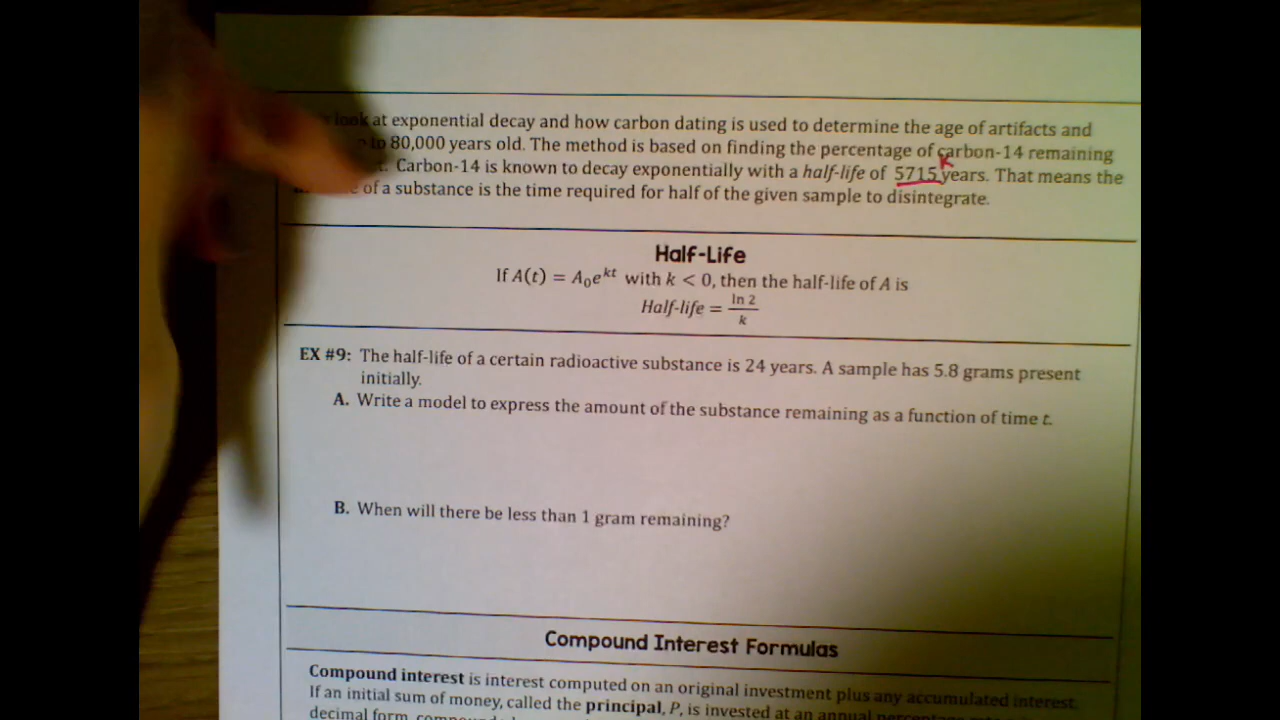 look at exponential decay and how carbon dating is used to determine the age of artifacts and
to 80,000 years old. The method is based on finding the percentage of carbon-14 remaining
Carbon-14 is known to decay exponentially with a half-life of 5715 years. That means the
of a substance is the time required for half of the given sample to disintegrate.
Half-Life
If A(t) = A₀e^{kt} with k < 0, then the half-life of A is
Half-life = ln 2 / k
EX #9: The half-life of a certain radioactive substance is 24 years. A sample has 5.8 grams present
initially.
A. Write a model to express the amount of the substance remaining as a function of time t.
B. When will there be less than 1 gram remaining?
Compound Interest Formulas
Compound interest is interest computed on an original investment plus any accumulated interest.
If an initial sum of money, called the principal, P, is invested at an annual percentage
decimal form, compounded